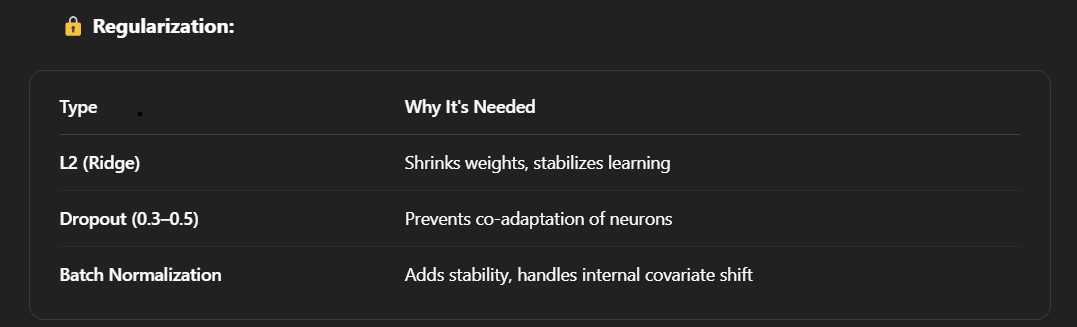 🔒 Regularization:
Type Why It's Needed
L2 (Ridge) Shrinks weights, stabilizes learning
Dropout (0.3–0.5) Prevents co-adaptation of neurons
Batch Normalization Adds stability, handles internal covariate shift